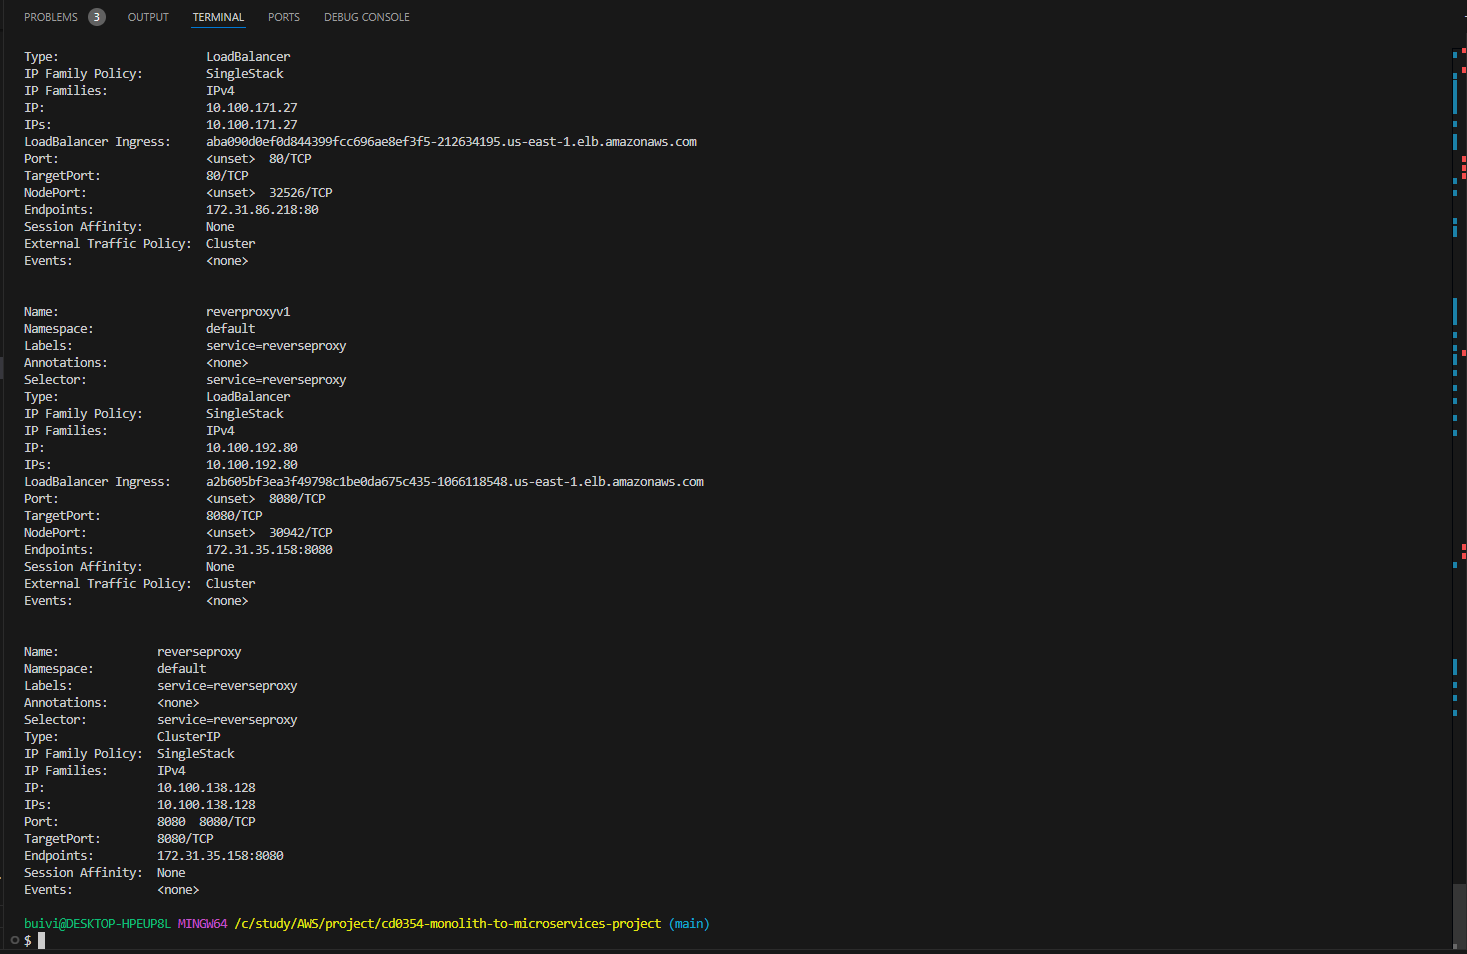 PROBLEMS 3 OUTPUT TERMINAL PORTS DEBUG CONSOLE
Type: LoadBalancer
IP Family Policy: SingleStack
IP Families: IPv4
IP: 10.100.171.27
IPs: 10.100.171.27
LoadBalancer Ingress: aba090d0ef0d844399fcc696ae8ef3f5-212634195.us-east-1.elb.amazonaws.com
Port: <unset> 80/TCP
TargetPort: 80/TCP
NodePort: <unset> 32526/TCP
Endpoints: 172.31.86.218:80
Session Affinity: None
External Traffic Policy: Cluster
Events: <none>
Name: reverproxyv1
Namespace: default
Labels: service=reverseproxy
Annotations: <none>
Selector: service=reverseproxy
Type: LoadBalancer
IP Family Policy: SingleStack
IP Families: IPv4
IP: 10.100.192.80
IPs: 10.100.192.80
LoadBalancer Ingress: a2b605bf3ea3f49798c1be0da675c435-1066118548.us-east-1.elb.amazonaws.com
Port: <unset> 8080/TCP
TargetPort: 8080/TCP
NodePort: <unset> 30942/TCP
Endpoints: 172.31.35.158:8080
Session Affinity: None
External Traffic Policy: Cluster
Events: <none>
Name: reverseproxy
Namespace: default
Labels: service=reverseproxy
Annotations: <none>
Selector: service=reverseproxy
Type: ClusterIP
IP Family Policy: SingleStack
IP Families: IPv4
IP: 10.100.138.128
IPs: 10.100.138.128
Port: 8080 8080/TCP
TargetPort: 8080/TCP
Endpoints: 172.31.35.158:8080
Session Affinity: None
Events: <none>
buivi@DESKTOP-HPEUP8L MINGW64 /c/study/AWS/project/cd0354-monolith-to-microservices-project (main)
$